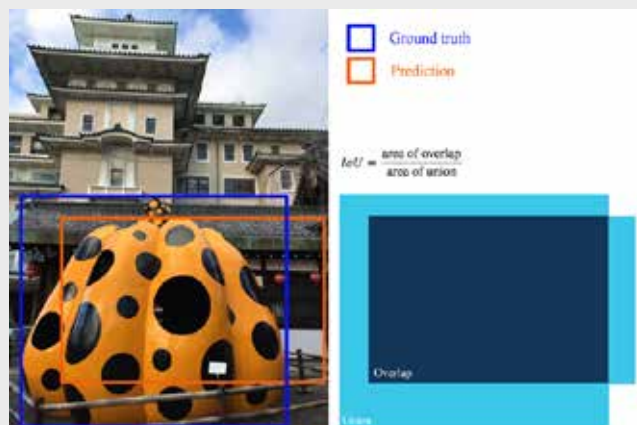 Ground truth
Prediction
IoU = area of overlap
area of union
Overlap
Union